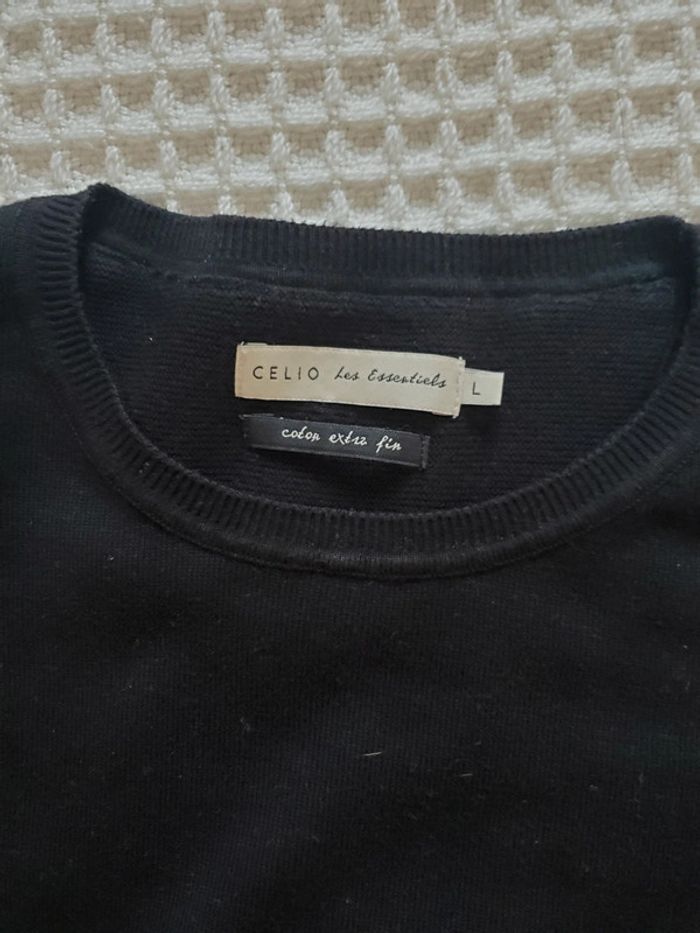 CELIO Les Essentiels
L
coton extra fin